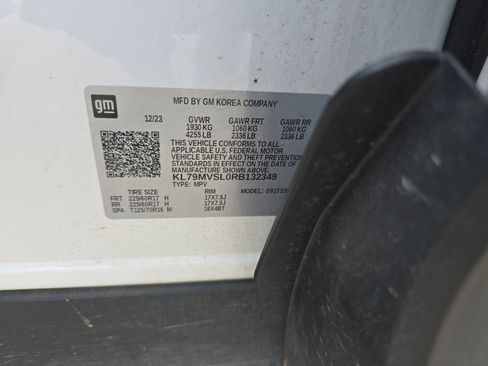 gm
MFD BY GM KOREA COMPANY
12/23 GVWR GAWR FRT GAWR RR
1930 KG 1060 KG 1060 KG
4255 LB 2336 LB 2336 LB
THIS VEHICLE CONFORMS TO ALL
APPLICABLE U.S. FEDERAL MOTOR
VEHICLE SAFETY AND THEFT PREVENTION
STANDARDS IN EFFECT ON THE DATE OF
MANUFACTURE SHOWN ABOVE.
KL79MVSL0RB132349
TYPE: MPV MODEL:
TIRE SIZE RIM
FRT 225/60R17 H 17X7.5J
RR 225/60R17 H 17X7.5J
SPA T125/70R16 M 16X4BT